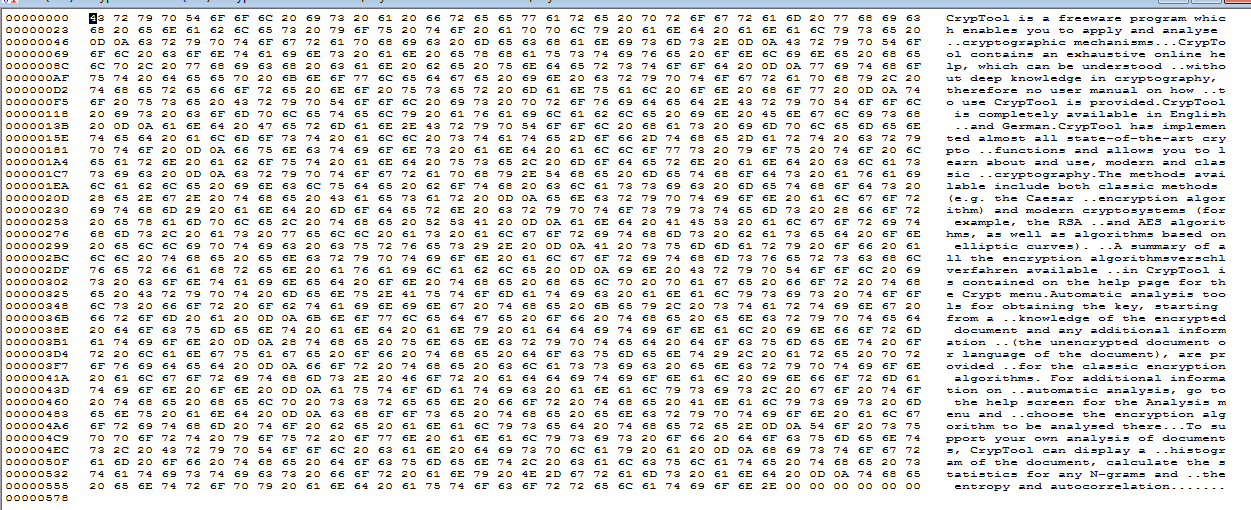 00000000 43 72 79 70 54 6F 6F 6C 20 69 73 20 61 20 66 72 65 65 77 61 72 65 20 70 72 6F 67 72 61 6D 20 77 68 69 63 CrypTool is a freeware program whic
00000023 68 20 65 6E 61 62 6C 65 73 20 79 6F 75 20 74 6F 20 61 70 70 6C 79 20 61 6E 64 20 61 6E 61 6C 79 73 65 20 h enables you to apply and analyse
00000046 0D 0A 63 72 79 70 74 6F 67 72 61 70 68 69 63 20 6D 65 63 68 61 6E 69 73 6D 73 2E 0D 0A 43 72 79 70 54 6F ..cryptographic mechanisms...CrypTo
00000069 6F 6C 20 63 6F 6E 74 61 69 6E 73 20 61 6E 20 65 78 68 61 75 73 74 69 76 65 20 6F 6E 6C 69 6E 65 20 68 65 ol contains an exhaustive online he
0000008C 6C 70 2C 20 77 68 69 63 68 20 63 61 6E 20 62 65 20 75 6E 64 65 72 73 74 6F 6F 64 20 0D 0A 77 69 74 68 6F lp, which can be understood ..witho
000000AF 75 74 20 64 65 65 70 20 6B 6E 6F 77 6C 65 64 67 65 20 69 6E 20 63 72 79 70 74 6F 67 72 61 70 68 79 2C 20 ut deep knowledge in cryptography,
000000D2 74 68 65 72 65 66 6F 72 65 20 6E 6F 20 75 73 65 72 20 6D 61 6E 75 61 6C 20 6F 6E 20 68 6F 77 20 0D 0A 74 therefore no user manual on how ..t
000000F5 6F 20 75 73 65 20 43 72 79 70 54 6F 6F 6C 20 69 73 20 70 72 6F 76 69 64 65 64 2E 43 72 79 70 54 6F 6F 6C o use CrypTool is provided.CrypTool
00000118 20 69 73 20 63 6F 6D 70 6C 65 74 65 6C 79 20 61 76 61 69 6C 61 62 6C 65 20 69 6E 20 45 6E 67 6C 69 73 68 is completely available in English
0000013B 20 0D 0A 61 6E 64 20 47 65 72 6D 61 6E 2E 43 72 79 70 54 6F 6F 6C 20 68 61 73 20 69 6D 70 6C 65 6D 65 6E ..and German.CrypTool has implemen
0000015E 74 65 64 20 61 6C 6D 6F 73 74 20 61 6C 6C 20 73 74 61 74 65 2D 6F 66 2D 74 68 65 2D 61 72 74 20 63 72 79 ted almost all state-of-the-art cry
00000181 70 74 6F 20 0D 0A 66 75 6E 63 74 69 6F 6E 73 20 61 6E 64 20 61 6C 6C 6F 77 73 20 79 6F 75 20 74 6F 20 6C pto ..functions and allows you to l
000001A4 65 61 72 6E 20 61 62 6F 75 74 20 61 6E 64 20 75 73 65 2C 20 6D 6F 64 65 72 6E 20 61 6E 64 20 63 6C 61 73 earn about and use, modern and clas
000001C7 73 69 63 20 0D 0A 63 72 79 70 74 6F 67 72 61 70 68 79 2E 54 68 65 20 6D 65 74 68 6F 64 73 20 61 76 61 69 sic ..cryptography.The methods avai
000001EA 6C 61 62 6C 65 20 69 6E 63 6C 75 64 65 20 62 6F 74 68 20 63 6C 61 73 73 69 63 20 6D 65 74 68 6F 64 73 20 lable include both classic methods
0000020D 28 65 2E 67 2E 20 74 68 65 20 43 61 65 73 61 72 20 0D 0A 65 6E 63 72 79 70 74 69 6F 6E 20 61 6C 67 6F 72 (e.g. the Caesar ..encryption algor
00000230 69 74 68 6D 29 20 61 6E 64 20 6D 6F 64 65 72 6E 20 63 72 79 70 74 6F 73 79 73 74 65 6D 73 20 28 66 6F 72 ithm) and modern cryptosystems (for
00000253 20 65 78 61 6D 70 6C 65 2C 20 74 68 65 20 52 53 41 20 0D 0A 61 6E 64 20 41 45 53 20 61 6C 67 6F 72 69 74 example, the RSA ..and AES algorit
00000276 68 6D 73 2C 20 61 73 20 77 65 6C 6C 20 61 73 20 61 6C 67 6F 72 69 74 68 6D 73 20 62 61 73 65 64 20 6F 6E hms, as well as algorithms based on
00000299 20 65 6C 6C 69 70 74 69 63 20 63 75 72 76 65 73 29 2E 20 0D 0A 41 20 73 75 6D 6D 61 72 79 20 6F 66 20 61 elliptic curves). ..A summary of a
000002BC 6C 6C 20 74 68 65 20 65 6E 63 72 79 70 74 69 6F 6E 20 61 6C 67 6F 72 69 74 68 6D 73 76 65 72 73 63 68 6C ll the encryption algorithmsverschl
000002DF 76 65 72 66 61 68 72 65 6E 20 61 76 61 69 6C 61 62 6C 65 20 0D 0A 69 6E 20 43 72 79 70 54 6F 6F 6C 20 69 verfahren available ..in CrypTool i
00000302 73 20 63 6F 6E 74 61 69 6E 65 64 20 6F 6E 20 74 68 65 20 68 65 6C 70 20 70 61 67 65 20 66 6F 72 20 74 68 s contained on the help page for th
00000325 65 20 43 72 79 70 74 20 6D 65 6E 75 2E 41 75 74 6F 6D 61 74 69 63 20 61 6E 61 6C 79 73 69 73 20 74 6F 6F e Crypt menu.Automatic analysis too
00000348 6C 73 20 66 6F 72 20 6F 62 74 61 69 6E 69 6E 67 20 74 68 65 20 6B 65 79 2C 20 73 74 61 72 74 69 6E 67 20 ls for obtaining the key, starting
0000036B 66 72 6F 6D 20 61 20 0D 0A 6B 6E 6F 77 6C 65 64 67 65 20 6F 66 20 74 68 65 20 65 6E 63 72 79 70 74 65 64 from a ..knowledge of the encrypted
0000038E 20 64 6F 63 75 6D 65 6E 74 20 61 6E 64 20 61 6E 79 20 61 64 64 69 74 69 6F 6E 61 6C 20 69 6E 66 6F 72 6D document and any additional inform
000003B1 61 74 69 6F 6E 20 0D 0A 28 74 68 65 20 75 6E 65 6E 63 72 79 70 74 65 64 20 64 6F 63 75 6D 65 6E 74 20 6F ation ..(the unencrypted document o
000003D4 72 20 6C 61 6E 67 75 61 67 65 20 6F 66 20 74 68 65 20 64 6F 63 75 6D 65 6E 74 29 2C 20 61 72 65 20 70 72 r language of the document), are pr
000003F7 6F 76 69 64 65 64 20 0D 0A 66 6F 72 20 74 68 65 20 63 6C 61 73 73 69 63 20 65 6E 63 72 79 70 74 69 6F 6E ovided ..for the classic encryption
0000041A 20 61 6C 67 6F 72 69 74 68 6D 73 2E 20 46 6F 72 20 61 64 64 69 74 69 6F 6E 61 6C 20 69 6E 66 6F 72 6D 61 algorithms. For additional informa
0000043D 74 69 6F 6E 20 6F 6E 20 0D 0A 61 75 74 6F 6D 61 74 69 63 20 61 6E 61 6C 79 73 69 73 2C 20 67 6F 20 74 6F tion on ..automatic analysis, go to
00000460 20 74 68 65 20 68 65 6C 70 20 73 63 72 65 65 6E 20 66 6F 72 20 74 68 65 20 41 6E 61 6C 79 73 69 73 20 6D the help screen for the Analysis m
00000483 65 6E 75 20 61 6E 64 20 0D 0A 63 68 6F 6F 73 65 20 74 68 65 20 65 6E 63 72 79 70 74 69 6F 6E 20 61 6C 67 enu and ..choose the encryption alg
000004A6 6F 72 69 74 68 6D 20 74 6F 20 62 65 20 61 6E 61 6C 79 73 65 64 20 74 68 65 72 65 2E 0D 0A 54 6F 20 73 75 orithm to be analysed there...To su
000004C9 70 70 6F 72 74 20 79 6F 75 72 20 6F 77 6E 20 61 6E 61 6C 79 73 69 73 20 6F 66 20 64 6F 63 75 6D 65 6E 74 pport your own analysis of document
000004EC 73 2C 20 43 72 79 70 54 6F 6F 6C 20 63 61 6E 20 64 69 73 70 6C 61 79 20 61 20 0D 0A 68 69 73 74 6F 67 72 s, CrypTool can display a ..histogr
0000050F 61 6D 20 6F 66 20 74 68 65 20 64 6F 63 75 6D 65 6E 74 2C 20 63 61 6C 63 75 6C 61 74 65 20 74 68 65 20 73 am of the document, calculate the s
00000532 74 61 74 69 73 74 69 63 73 20 66 6F 72 20 61 6E 79 20 4E 2D 67 72 61 6D 73 20 61 6E 64 20 0D 0A 74 68 65 tatistics for any N-grams and ..the
00000555 20 65 6E 74 72 6F 70 79 20 61 6E 64 20 61 75 74 6F 63 6F 72 72 65 6C 61 74 69 6F 6E 2E 00 00 00 00 00 00 entropy and autocorrelation.......
00000578